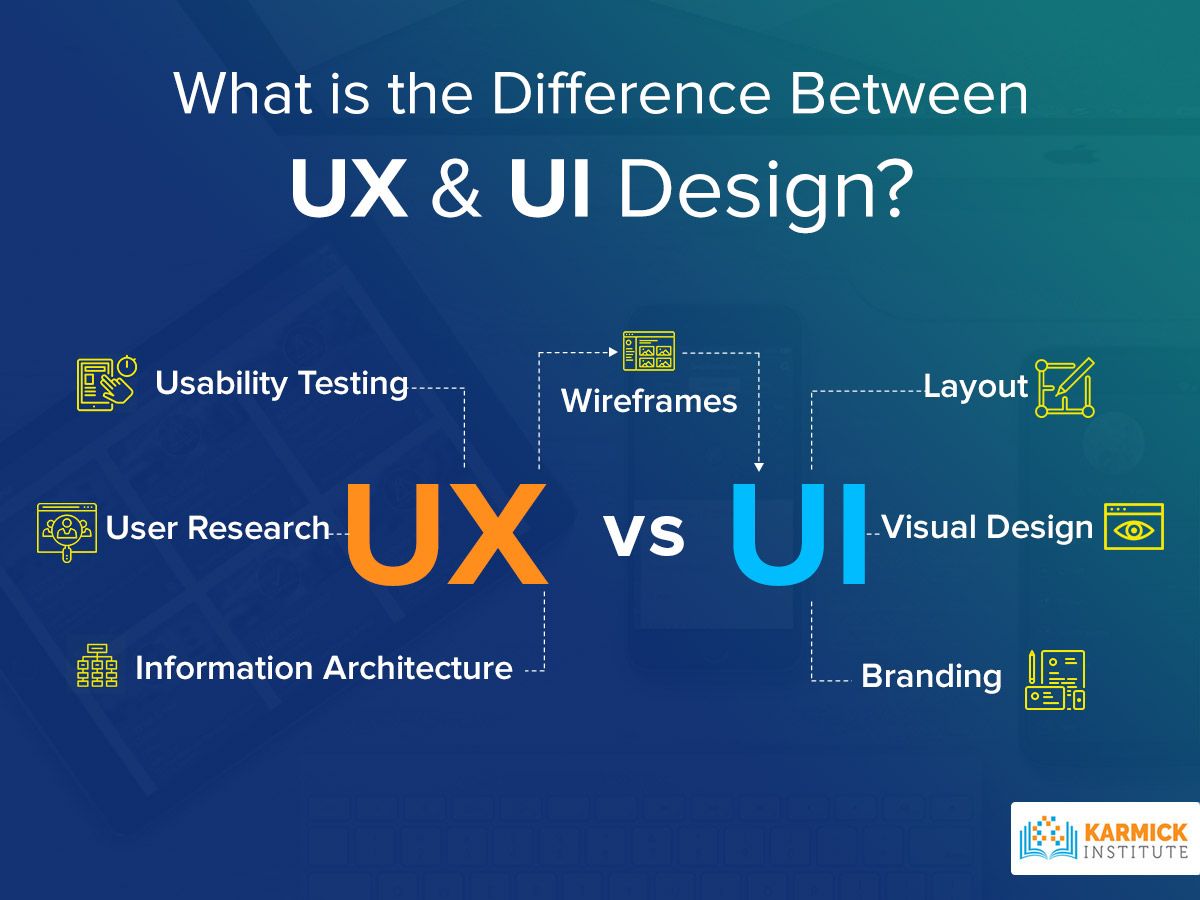 What is the Difference Between
UX & UI Design?
Usability Testing
Wireframes
Layout
User Research
UX vs UI
Visual Design
Information Architecture
Branding
KARMICK
INSTITUTE